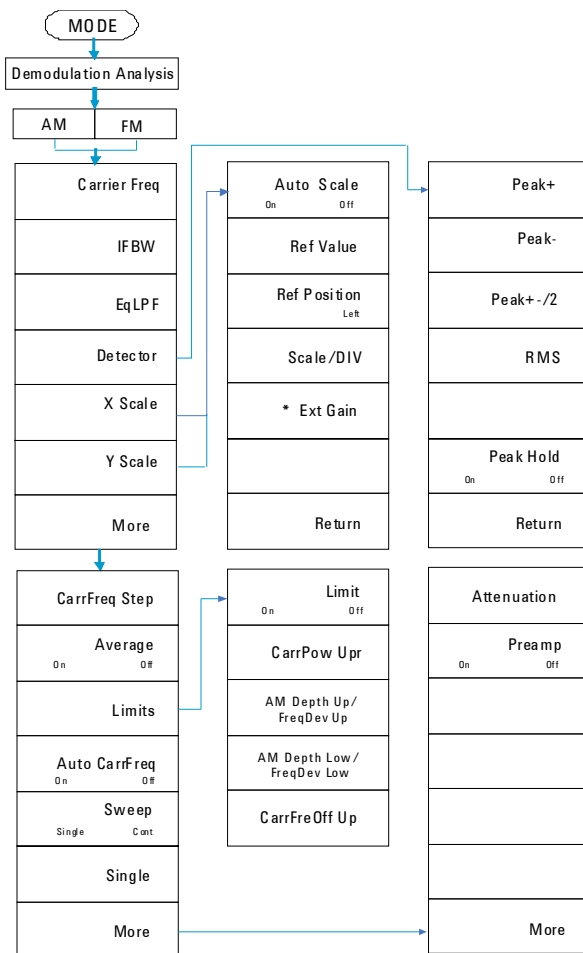 MODE
Demodulation Analysis
AM FM
Carrier Freq
IFBW
EqLPF
Detector
X Scale
Y Scale
More
Auto Scale
On Off
Ref Value
Ref Position
Left
Scale/DIV
* Ext Gain
Return
Peak+
Peak-
Peak+-/2
RMS
Peak Hold
On Off
Return
CarrFreq Step
Average
On Off
Limits
Auto CarrFreq
On Off
Sweep
Single Cont
Single
More
Limit
On Off
CarrPow Upr
AM Depth Up/
FreqDev Up
AM Depth Low/
FreqDev Low
CarrFreOff Up
Attenuation
Preamp
On Off
More